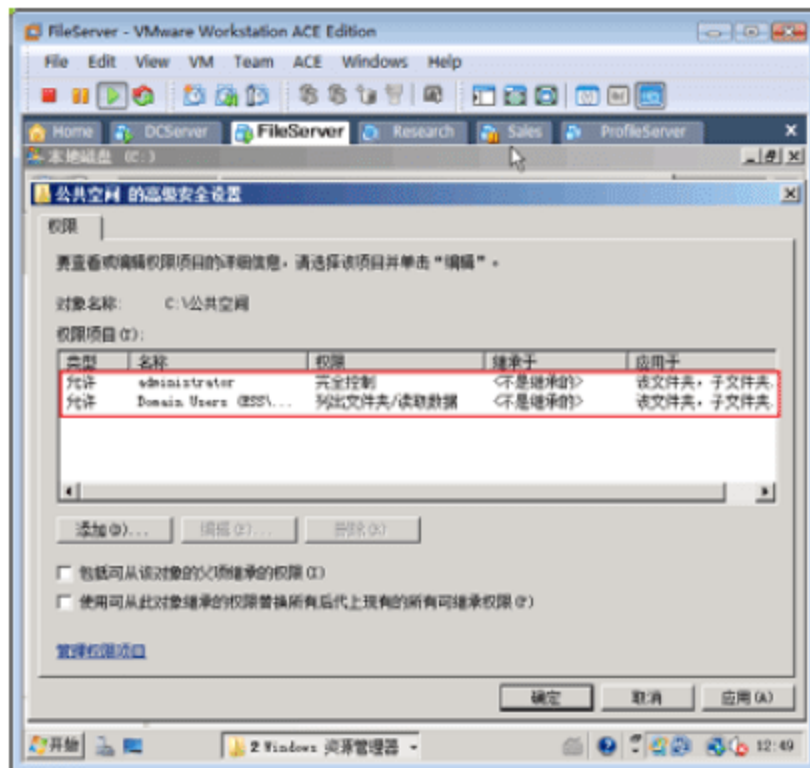 FileServer - VMware Workstation ACE Edition
File Edit View VM Team ACE Windows Help
Home DCServer FileServer Research Sales ProfileServer
本地磁盘 (C:)
公共空间 的高级安全设置
权限
要查看或编辑权限项目的详细信息，请选择该项目并单击“编辑”。
对象名称: C:\公共空间
权限项目(T):
类型 名称 权限 继承于 应用于
允许 administrator 完全控制 <不是继承的> 该文件夹，子文件夹
允许 Domain Users (ESS\... 列出文件夹/读取数据 <不是继承的> 该文件夹，子文件夹
添加(D)... 编辑(E)... 删除(R)
包括可从该对象的父项继承的权限(I)
使用可从此对象继承的权限替换所有后代上现有的所有可继承权限(P)
管理权限项目
确定 取消 应用(A)
开始 2 Windows 资源管理器 12:49